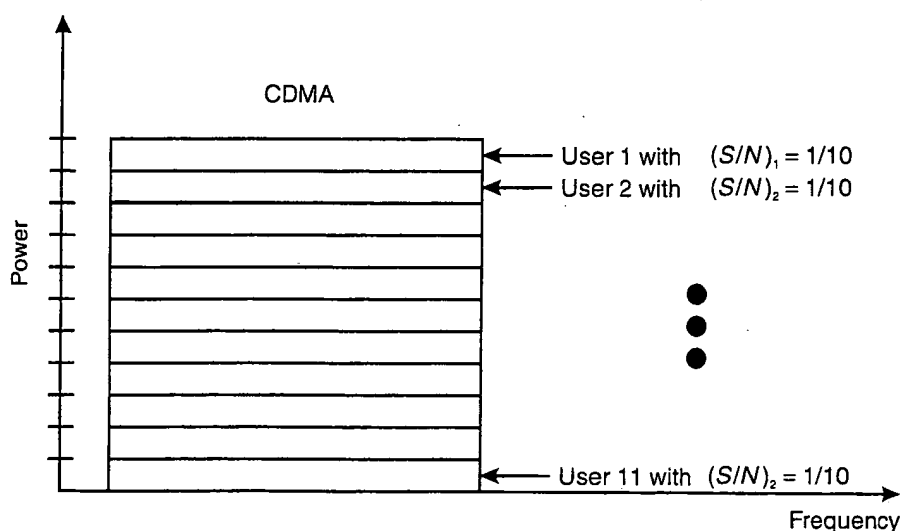 CDMA
User 1 with (S/N)₁ = 1/10
User 2 with (S/N)₂ = 1/10
Power
User 11 with (S/N)₂ = 1/10
Frequency